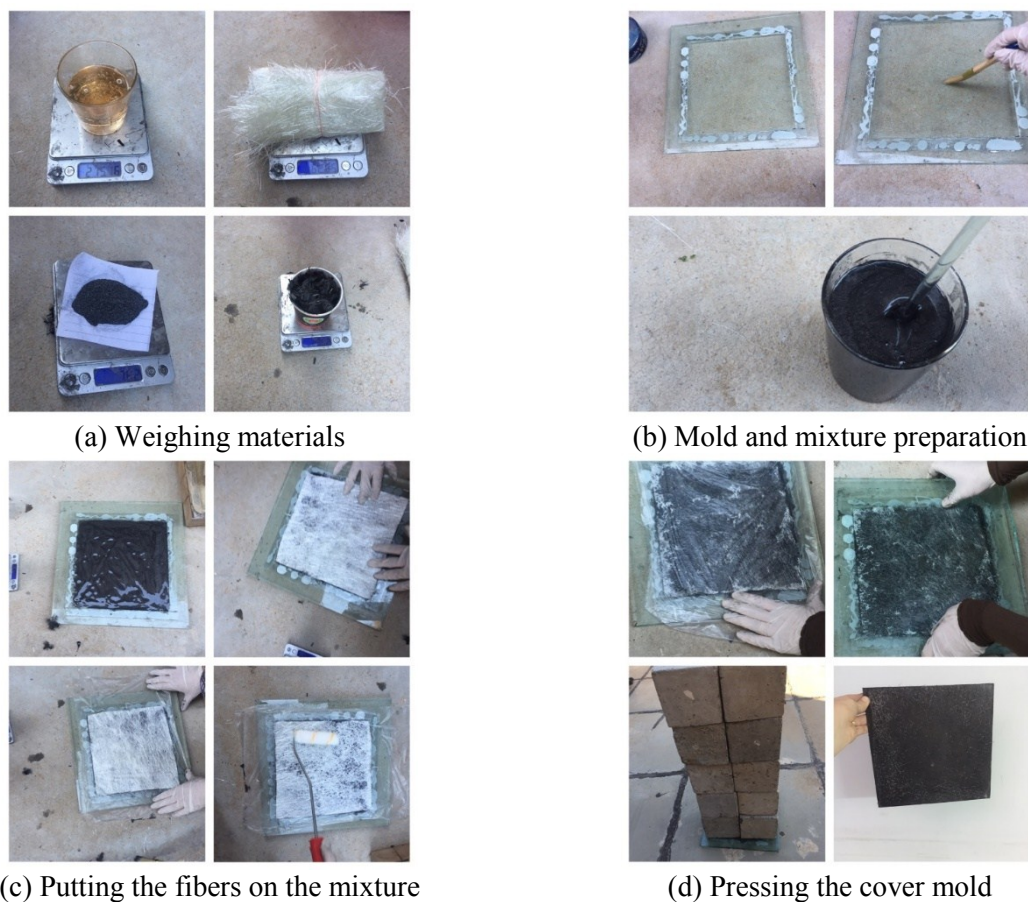 (a) Weighing materials
(b) Mold and mixture preparation
(c) Putting the fibers on the mixture
(d) Pressing the cover mold